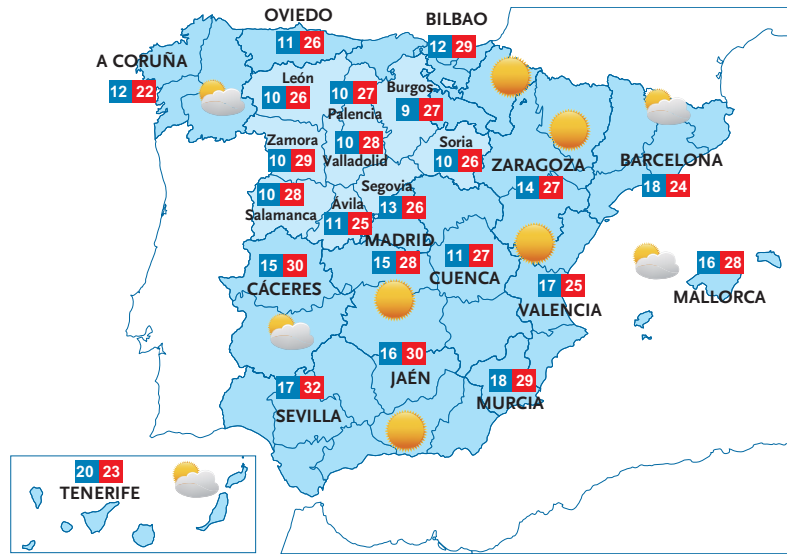 OVIEDO
11 26
BILBAO
12 29
A CORUÑA
12 22
León
10 26
10 27
Palencia
Burgos
9 27
Zamora
10 29
10 28
Valladolid
Soria
10 26
ZARAGOZA
14 27
BARCELONA
18 24
10 28
Salamanca
Ávila
11 25
Segovia
13 26
MADRID
15 28
11 27
CUENCA
15 30
CÁCERES
17 25
VALENCIA
16 28
MALLORCA
16 30
JAÉN
17 32
SEVILLA
18 29
MURCIA
20 23
TENERIFE